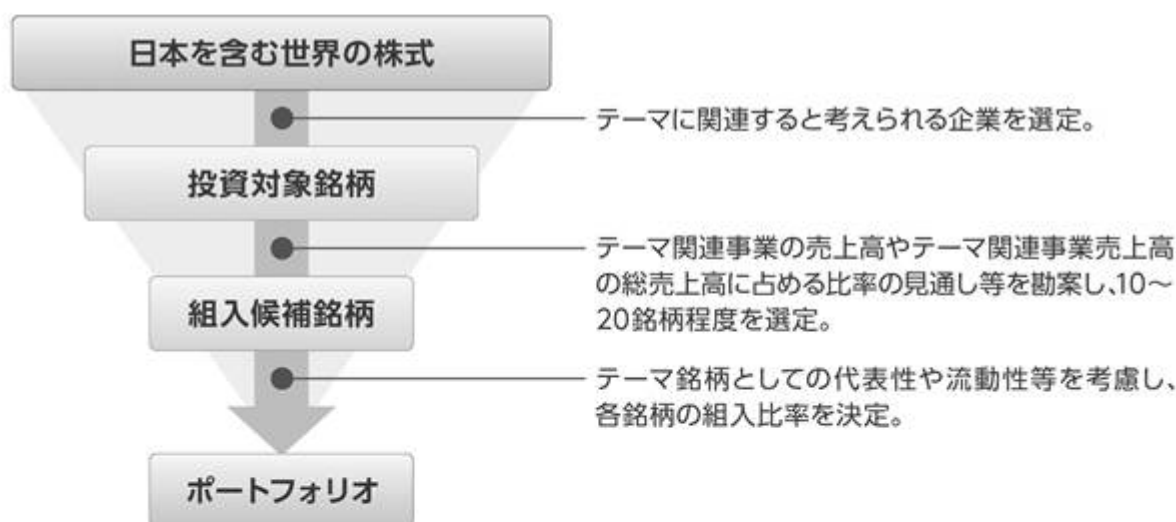 日本を含む世界の株式
テーマに関連すると考えられる企業を選定。
投資対象銘柄
テーマ関連事業の売上高やテーマ関連事業売上高
の総売上高に占める比率の見通し等を勘案し、10～
20銘柄程度を選定。
組入候補銘柄
テーマ銘柄としての代表性や流動性等を考慮し、
各銘柄の組入比率を決定。
ポートフォリオ